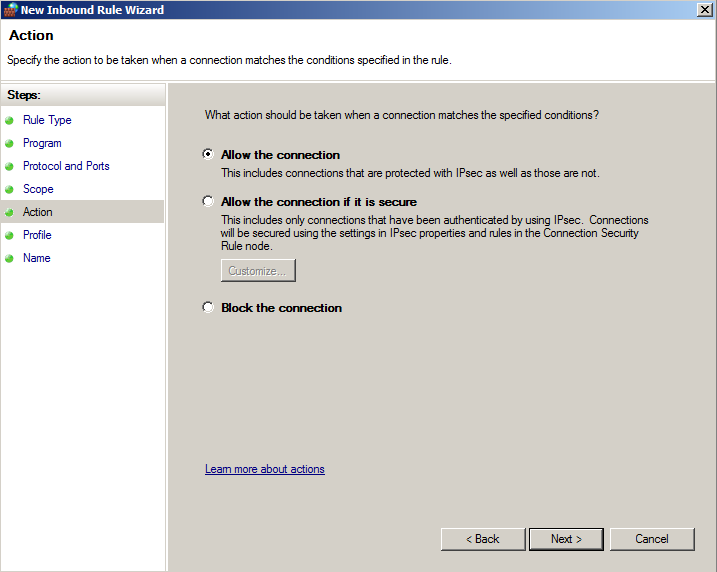 New Inbound Rule Wizard
Action
Specify the action to be taken when a connection matches the conditions specified in the rule.
Steps:
Rule Type
Program
Protocol and Ports
Scope
Action
Profile
Name
What action should be taken when a connection matches the specified conditions?
Allow the connection
This includes connections that are protected with IPsec as well as those are not.
Allow the connection if it is secure
This includes only connections that have been authenticated by using IPsec. Connections
will be secured using the settings in IPsec properties and rules in the Connection Security
Rule node.
Customize...
Block the connection
Learn more about actions
< Back
Next >
Cancel